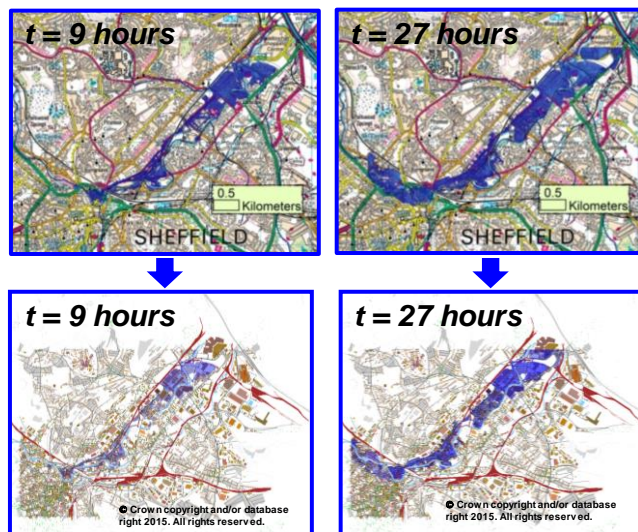 t = 9 hours
0.5
Kilometers
SHEFFIELD
t = 27 hours
0.5
Kilometers
SHEFFIELD
t = 9 hours
© Crown copyright and/or database
right 2015. All rights reserved.
t = 27 hours
© Crown copyright and/or database
right 2015. All rights reserved.